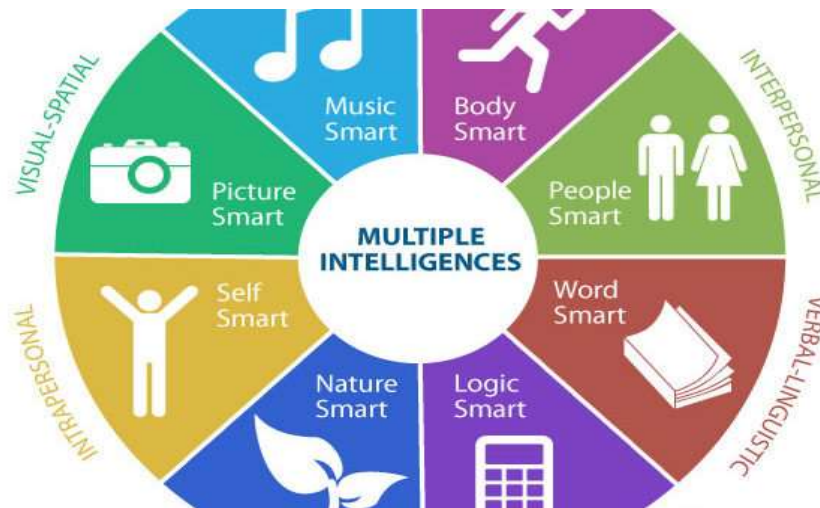 Music
Smart
Body
Smart
VISUAL-SPATIAL
INTERPERSONAL
Picture
Smart
People
Smart
MULTIPLE
INTELLIGENCES
Self
Smart
Word
Smart
INTRAPERSONAL
VERBAL-LINGUISTIC
Nature
Smart
Logic
Smart